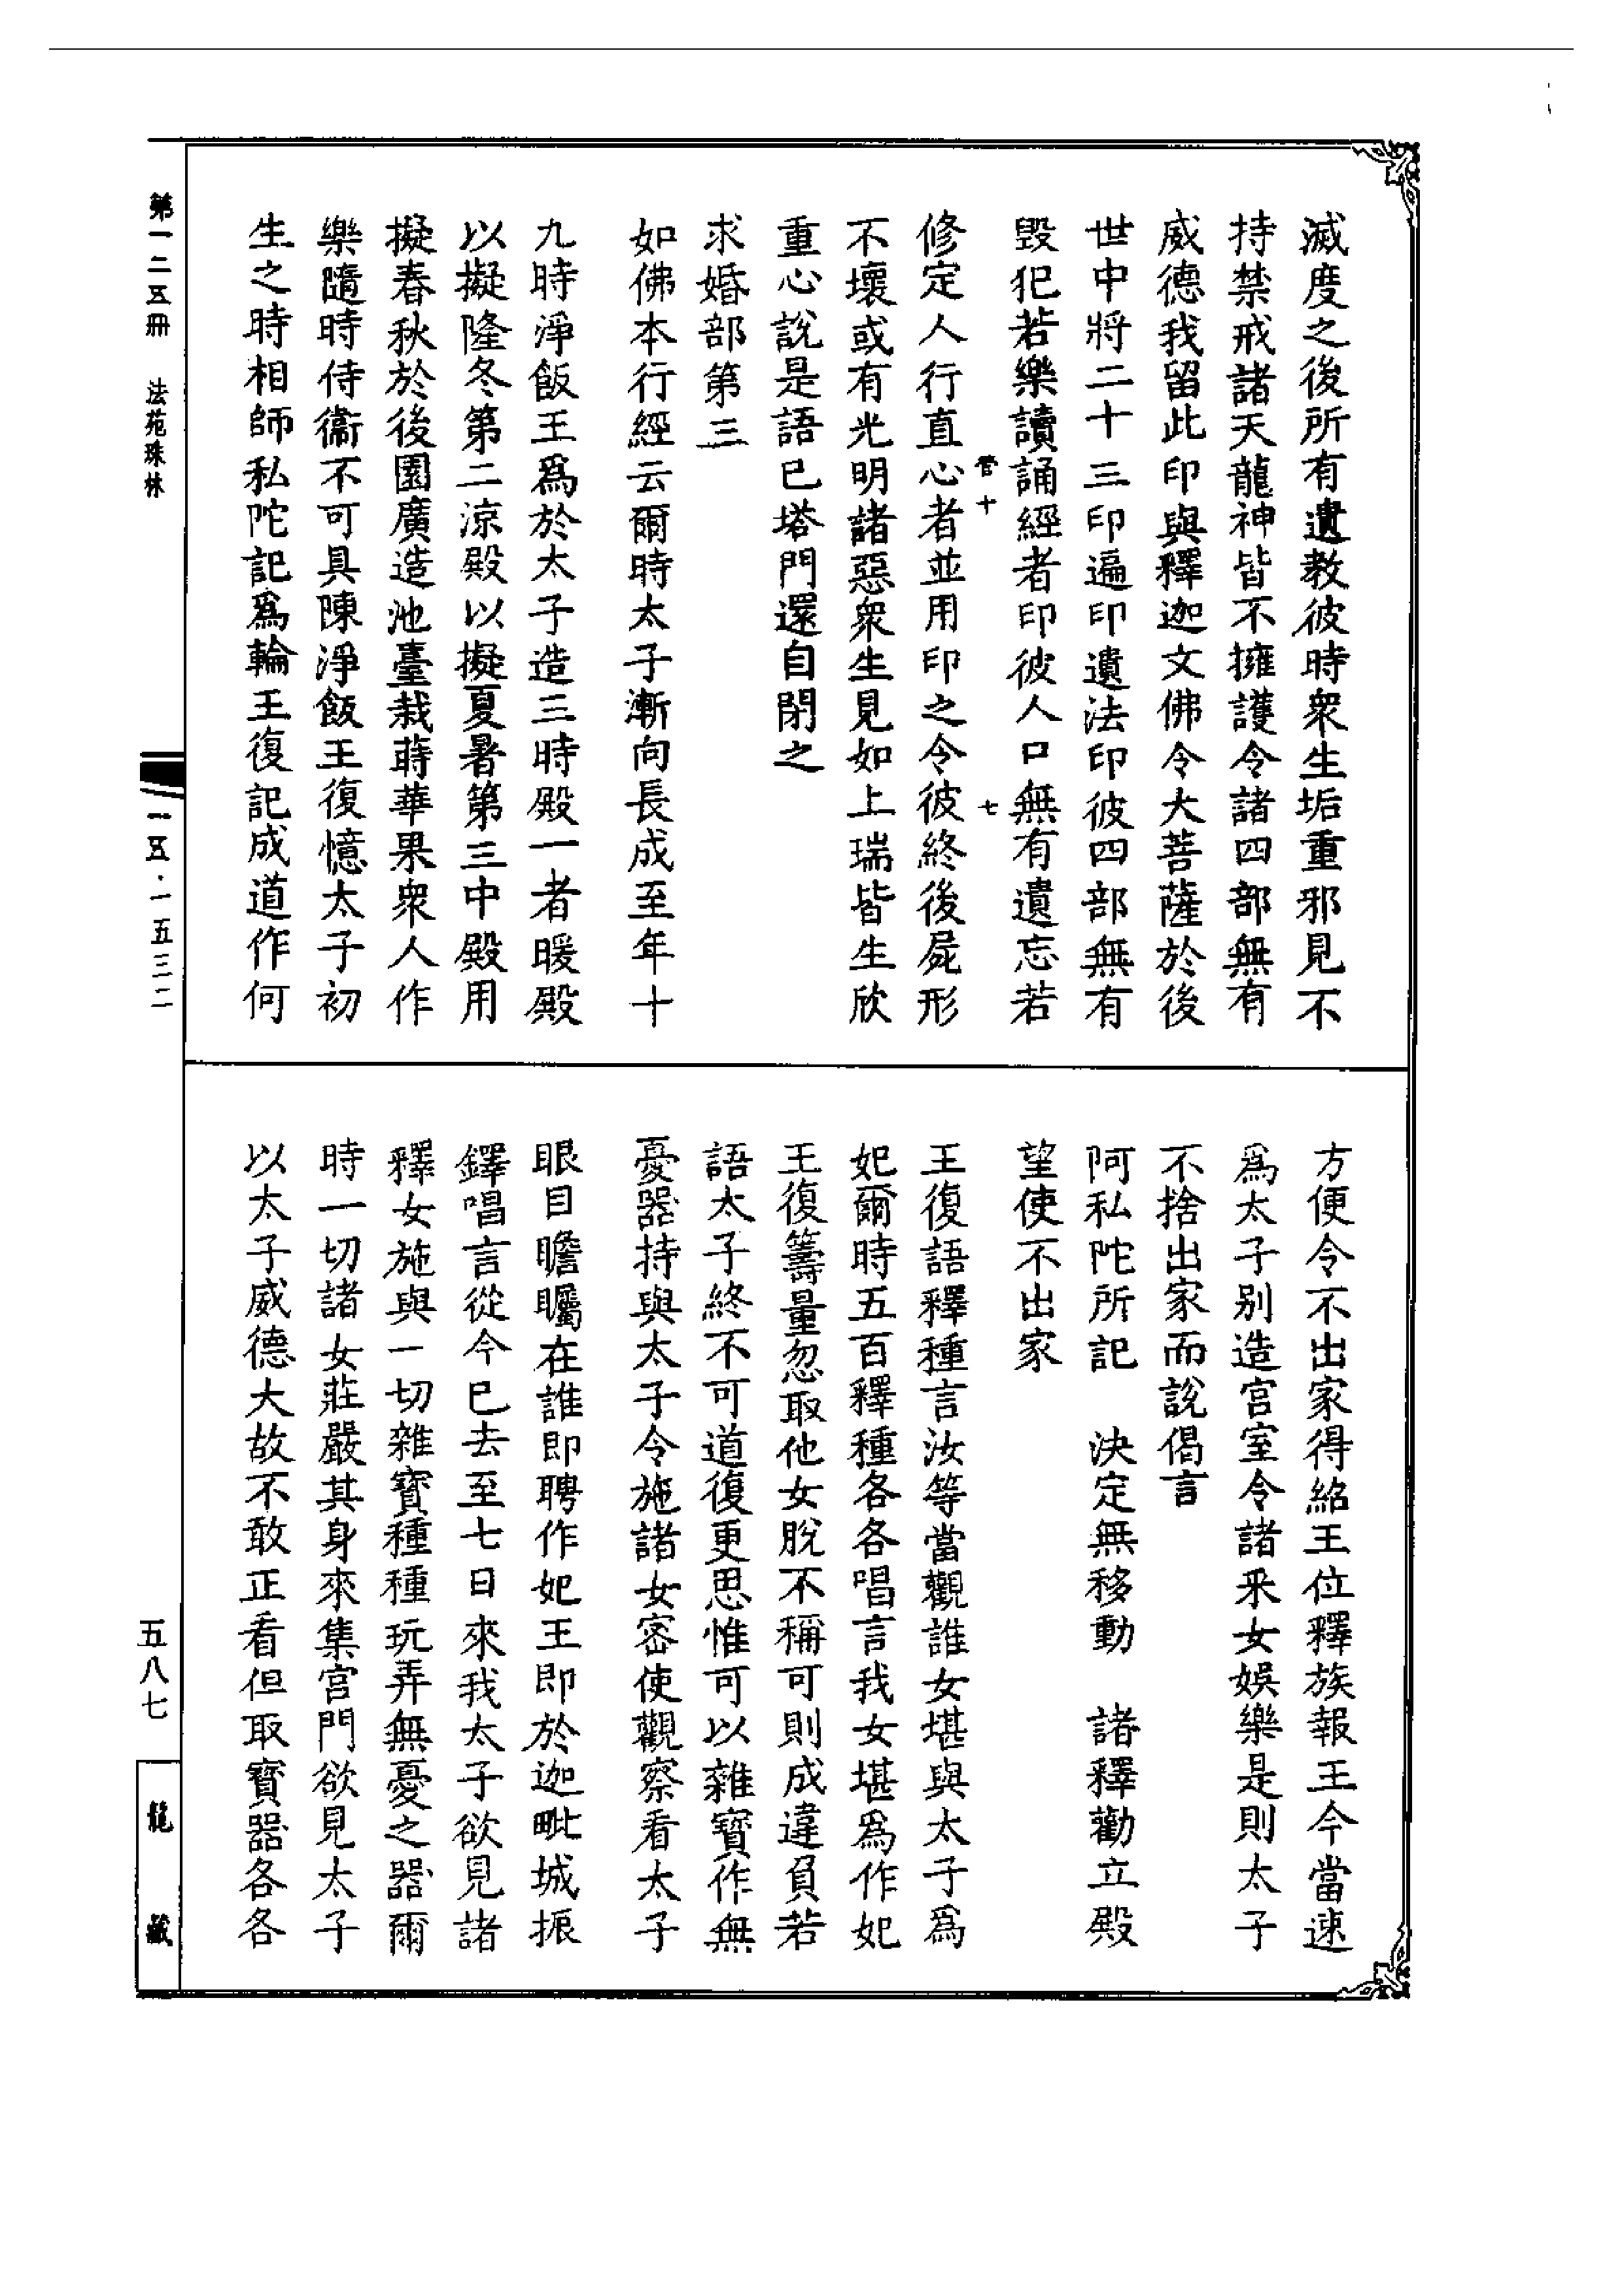 滅度之後所有遺教彼時衆生垢重邪見不
持禁戒諸天龍神皆不擁護令諸四部無有
威德我留此印與釋迦文佛令大菩薩於後
世中將二十三印遍印遺法印彼四部無有
毀犯若樂讀誦經者印彼人口無有遺忘若
管十 七
修定人行直心者並用印之令彼終後屍形
不壞或有光明諸惡衆生見如上瑞皆生欣
重心說是語已塔門還自閉之
求婚部第三
如佛本行經云爾時太子漸向長成至年十
九時淨飯王爲於太子造三時殿一者暖殿
以擬隆冬第二涼殿以擬夏暑第三中殿用
擬春秋於後園廣造池臺栽蒔華果衆人作
樂隨時侍衞不可具陳淨飯王復憶太子初
生之時相師私陀記爲輪王復記成道作何
方便令不出家得紹王位釋族報王今當速
爲太子別造宫室令諸釆女娛樂是則太子
不捨出家而說偈言
阿私陀所記 決定無移動 諸釋勸立殿
望使不出家
王復語釋種言汝等當觀誰女堪與太子爲
妃爾時五百釋種各各唱言我女堪爲作妃
王復籌量忽取他女脫不稱可則成違負若
語太子終不可道復更思惟可以雜寶作無
憂器持與太子令施諸女密使觀察看太子
眼目瞻矚在誰即聘作妃王即於迦毗城振
鐸唱言從今已去至七日來我太子欲見諸
釋女施與一切雜寶種種玩弄無憂之器爾
時一切諸女莊嚴其身來集宫門欲見太子
以太子威德大故不敢正看但取寶器各各
第一二五冊 法苑珠林
一五·一五三二
五八七
龍藏